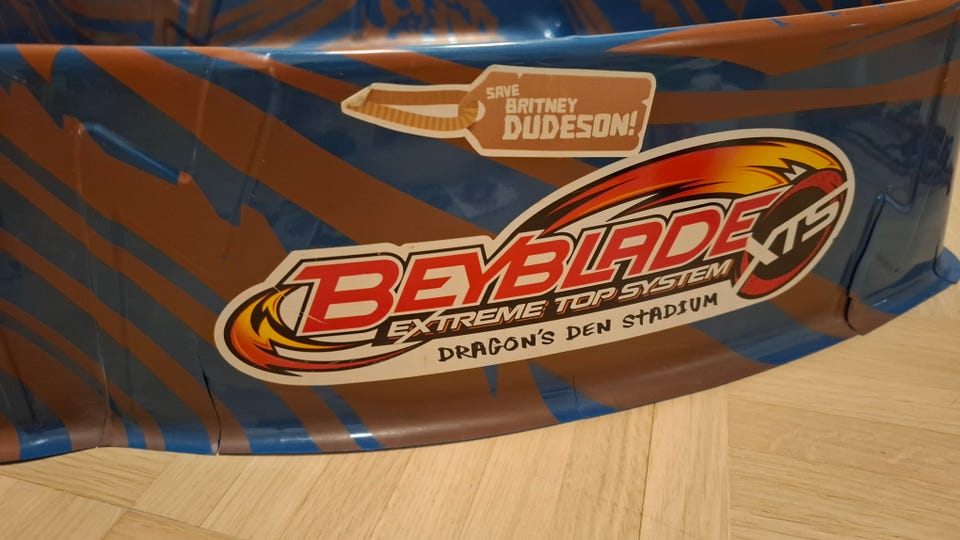 SAVE
BRITNEY
DUDESON!
BEYBLADE
XTS
EXTREME TOP SYSTEM
DRAGON'S DEN STADIUM